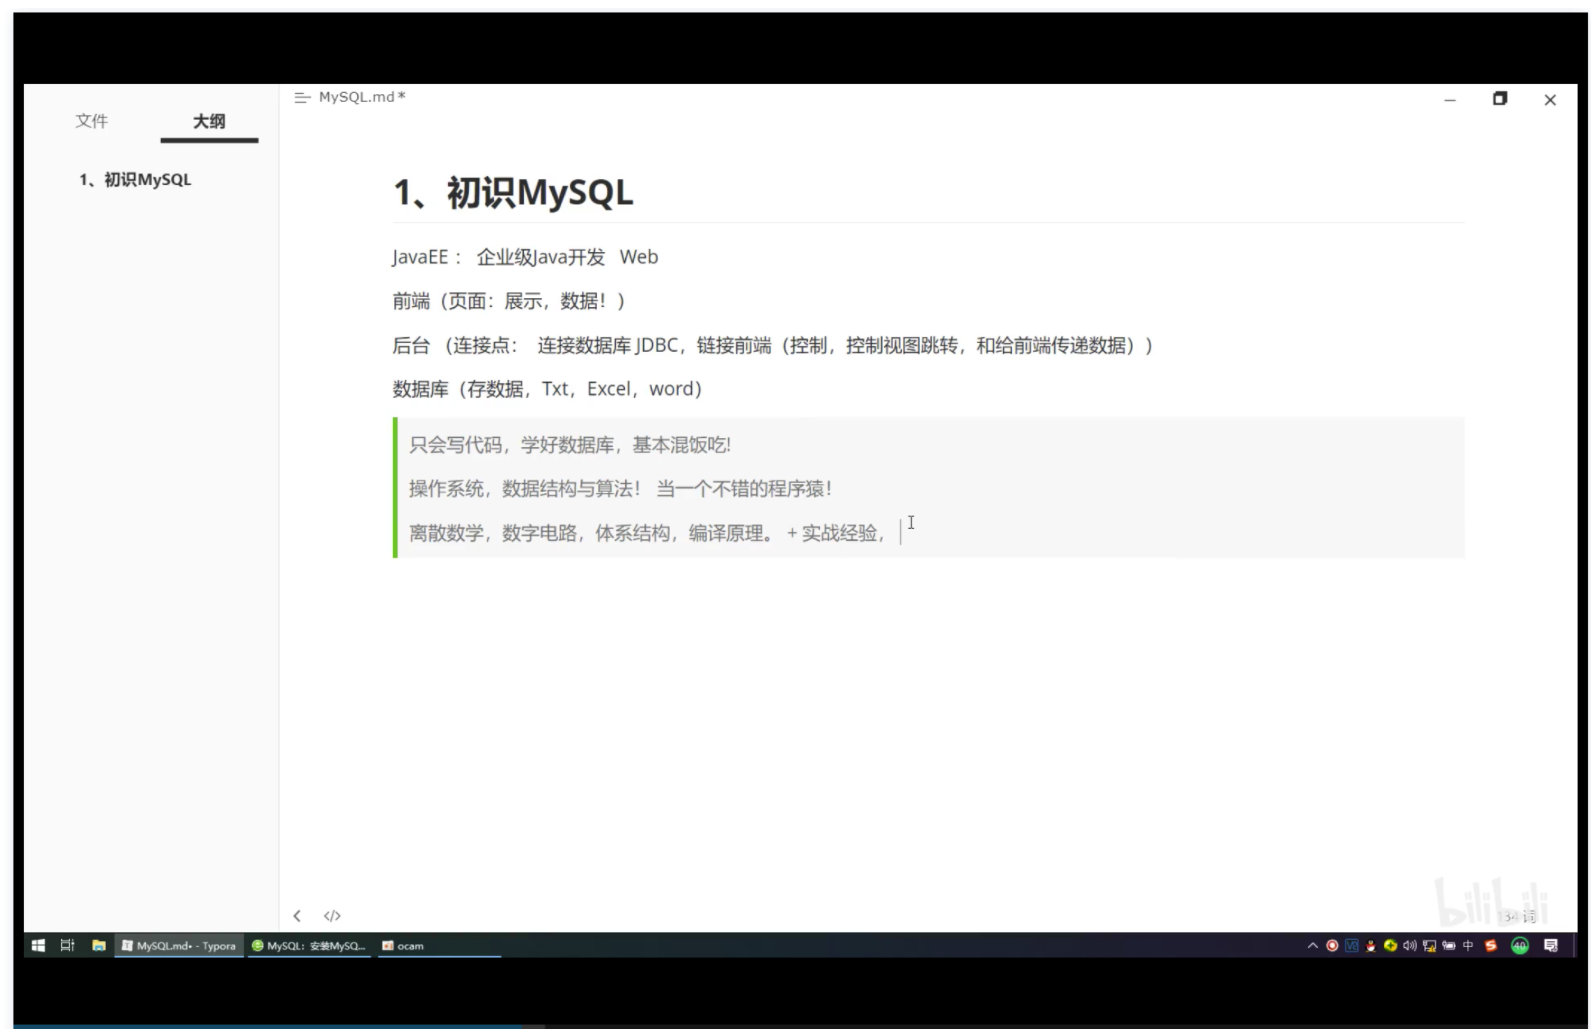 MySQL.md*
文件 大纲
1、初识MySQL
1、初识MySQL
JavaEE： 企业级Java开发 Web
前端（页面：展示，数据！）
后台 （连接点： 连接数据库 JDBC，链接前端（控制，控制视图跳转，和给前端传递数据））
数据库（存数据，Txt，Excel，word）
只会写代码，学好数据库，基本混饭吃!
操作系统，数据结构与算法！ 当一个不错的程序猿！
离散数学，数字电路，体系结构，编译原理。 + 实战经验，
</>
bilibili
134 词
MySQL.md• - Typora MySQL：安装MySQ... ocam
中 40